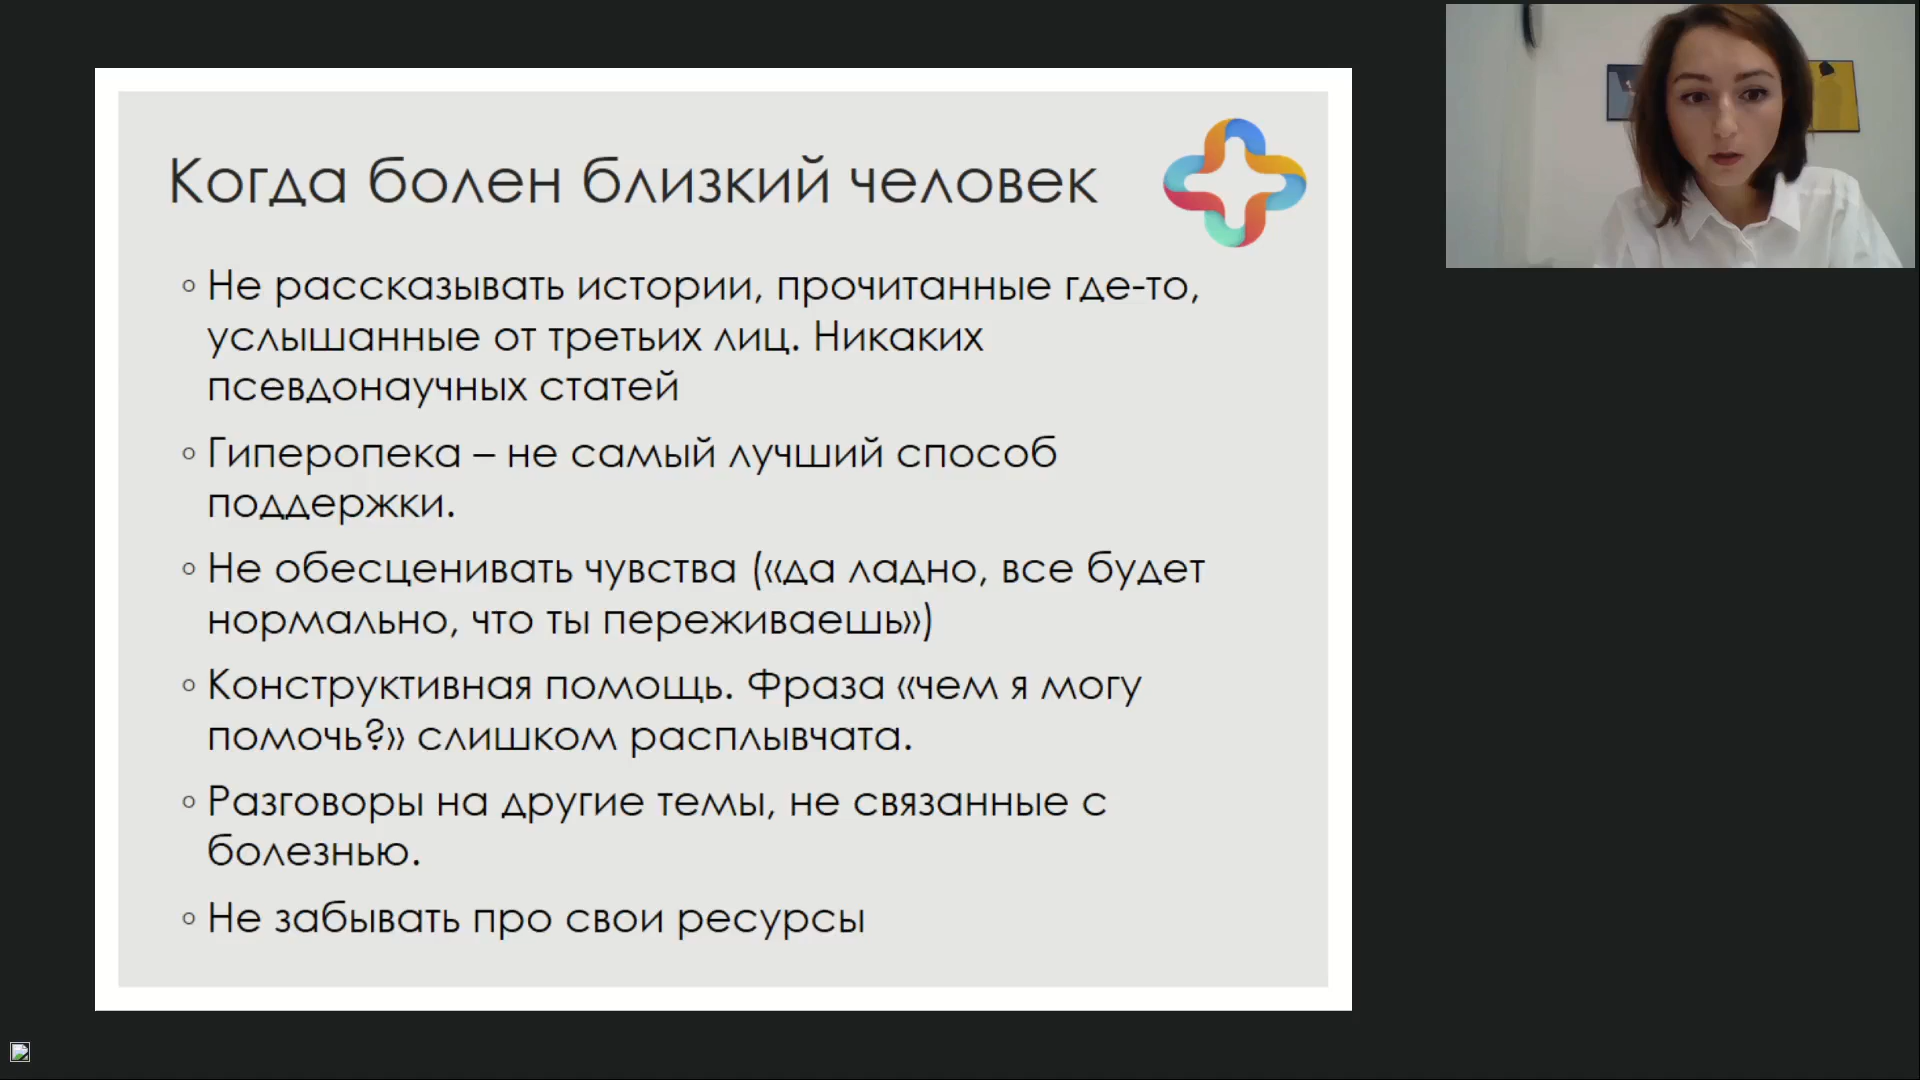 Когда болен близкий человек
◦ Не рассказывать истории, прочитанные где-то,
услышанные от третьих лиц. Никаких
псевдонаучных статей
◦ Гиперопека – не самый лучший способ
поддержки.
◦ Не обесценивать чувства («да ладно, все будет
нормально, что ты переживаешь»)
◦ Конструктивная помощь. Фраза «чем я могу
помочь?» слишком расплывчата.
◦ Разговоры на другие темы, не связанные с
болезнью.
◦ Не забывать про свои ресурсы